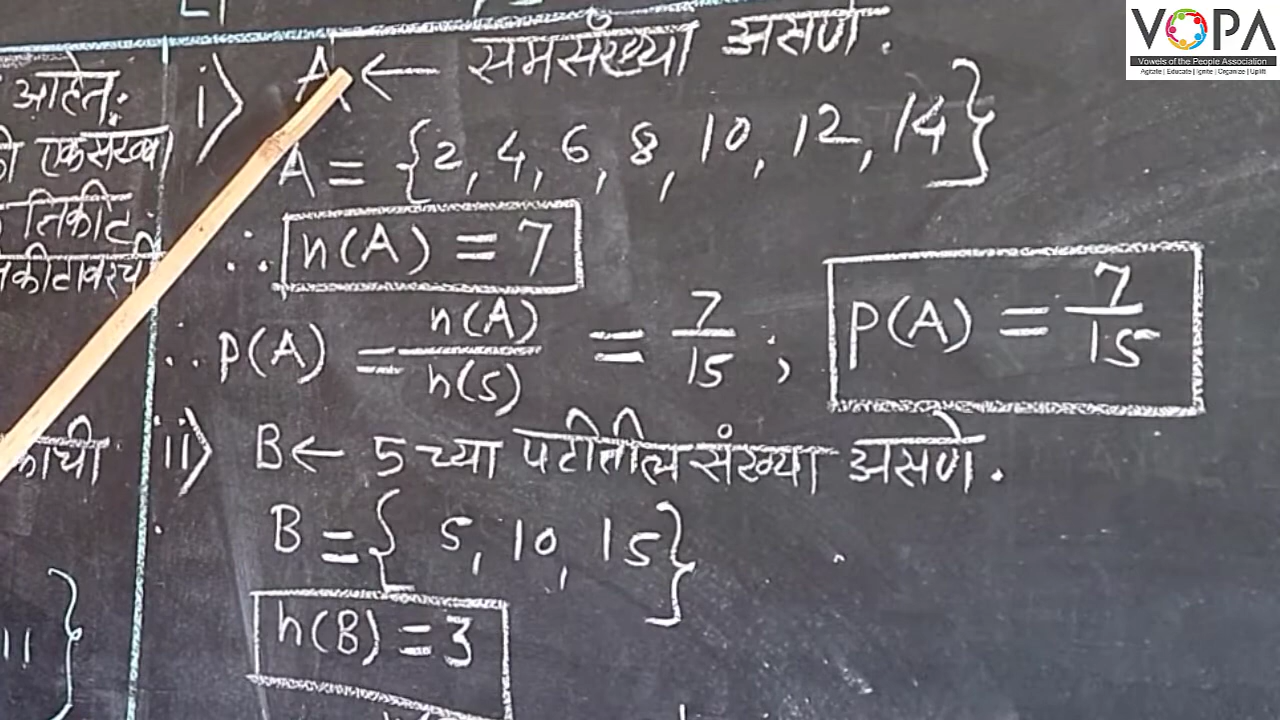 VOPA
Vowels of the People Association
Agitate | Educate | Ignite | Organize | Uplift
आहेत.
एकसंख्या
तिकीट.
i) A ← समसंख्या असणे.
A = {2, 4, 6, 8, 10, 12, 14}
∴ n(A) = 7
∴ P(A) = n(A)/n(S) = 7/15 ; P(A) = 7/15
ii) B ← 5 च्या पटीतील संख्या असणे.
B = { 5, 10, 15}
n(B) = 3
11 }